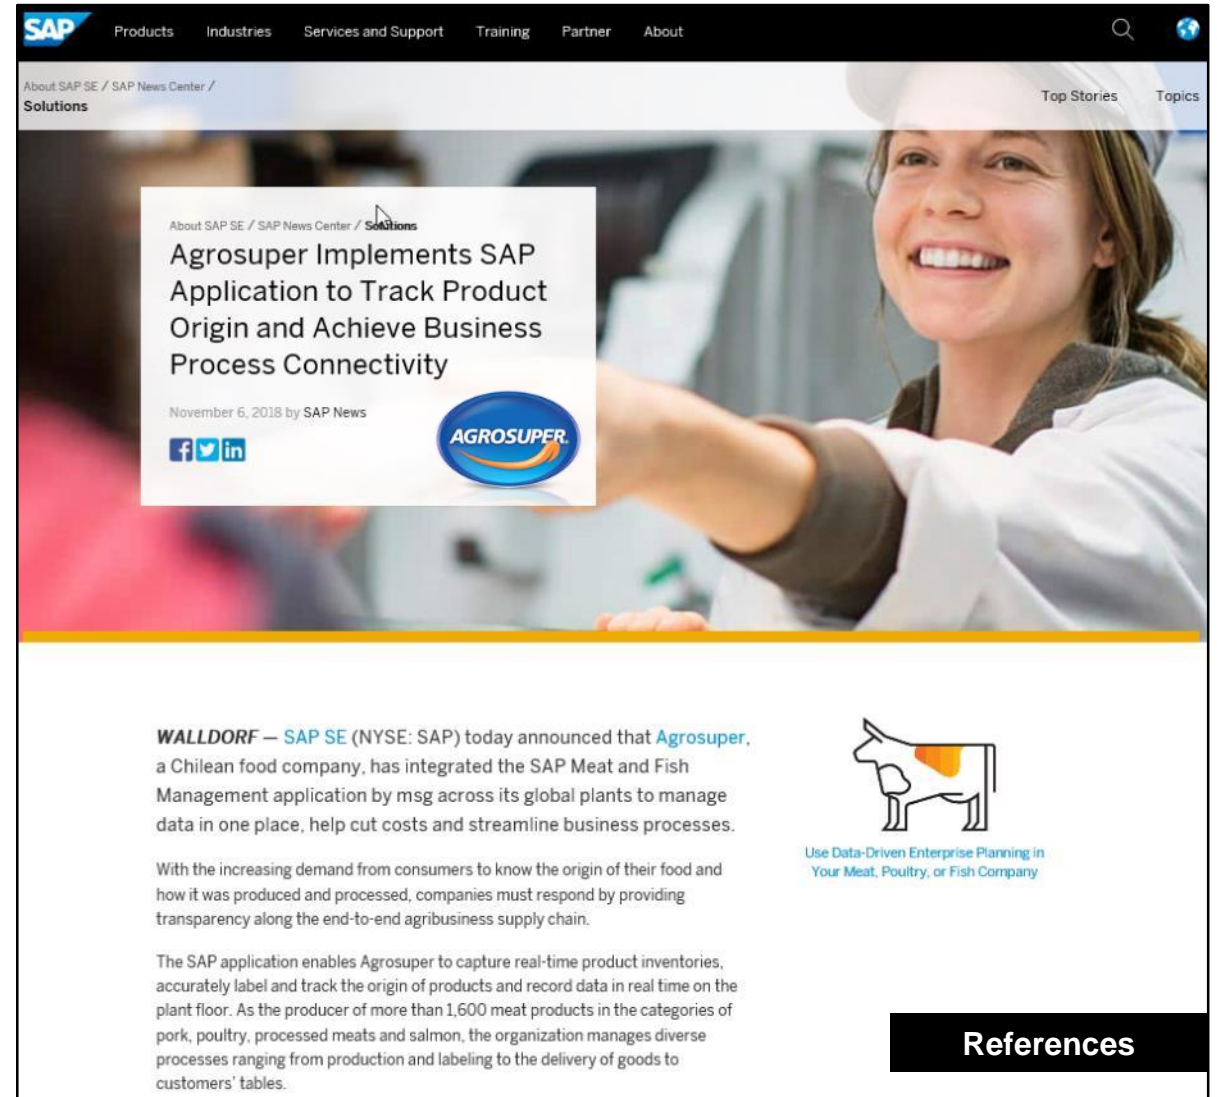 SAP Products Industries Services and Support Training Partner About
About SAP SE / SAP News Center /
Solutions
Top Stories Topics
About SAP SE / SAP News Center / Solutions
Agrosuper Implements SAP
Application to Track Product
Origin and Achieve Business
Process Connectivity
November 6, 2018 by SAP News
AGROSUPER
WALLDORF — SAP SE (NYSE: SAP) today announced that Agrosuper,
a Chilean food company, has integrated the SAP Meat and Fish
Management application by msg across its global plants to manage
data in one place, help cut costs and streamline business processes.
Use Data-Driven Enterprise Planning in
Your Meat, Poultry, or Fish Company
With the increasing demand from consumers to know the origin of their food and
how it was produced and processed, companies must respond by providing
transparency along the end-to-end agribusiness supply chain.
The SAP application enables Agrosuper to capture real-time product inventories,
accurately label and track the origin of products and record data in real time on the
plant floor. As the producer of more than 1,600 meat products in the categories of
pork, poultry, processed meats and salmon, the organization manages diverse
processes ranging from production and labeling to the delivery of goods to
customers' tables.
References